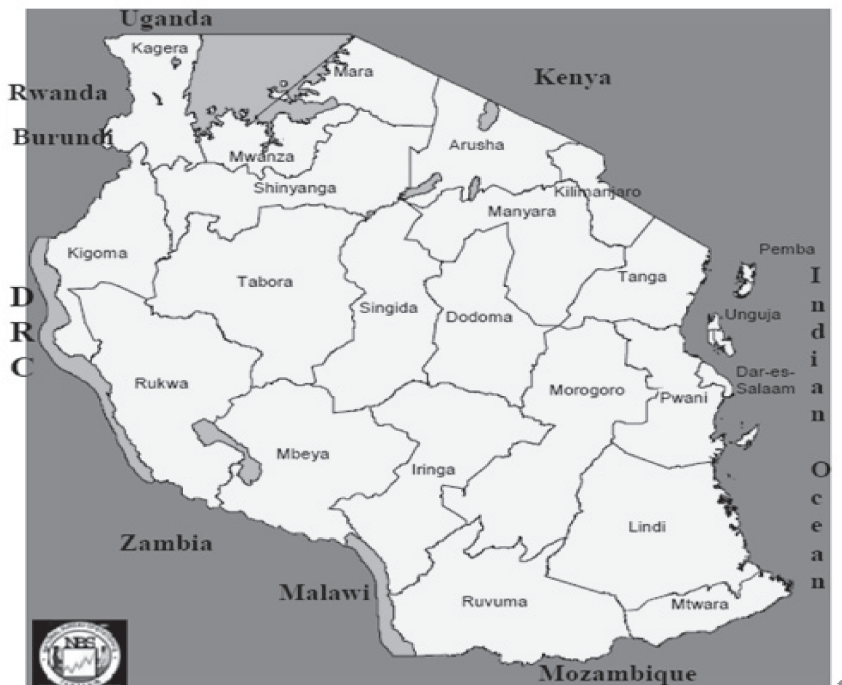 Uganda
Kagera
Mara
Kenya
Rwanda
Burundi
Mwanza
Arusha
Shinyanga
Kilimanjaro
Manyara
Kigoma
Pemba
Tabora
Tanga
Singida
Dodoma
Unguja
DRC
Indian Ocean
Rukwa
Morogoro
Dar-es-
Salaam
Pwani
Mbeya
Iringa
Lindi
Zambia
Malawi
Ruvuma
Mtwara
NBS
Mozambique